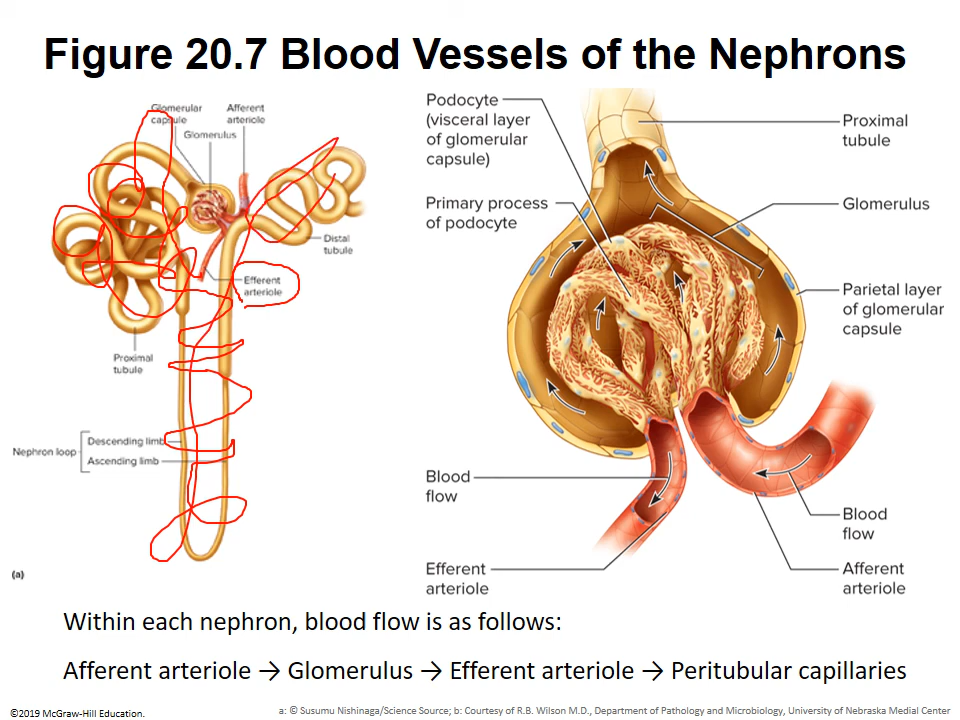 Figure 20.7 Blood Vessels of the Nephrons
Glomerular
capsule
Afferent
arteriole
Glomerulus
Distal
tubule
Efferent
arteriole
Proximal
tubule
Nephron loop
Descending limb
Ascending limb
(a)
Podocyte
(visceral layer
of glomerular
capsule)
Primary process
of podocyte
Proximal
tubule
Glomerulus
Parietal layer
of glomerular
capsule
Blood
flow
Efferent
arteriole
Blood
flow
Afferent
arteriole
Within each nephron, blood flow is as follows:
Afferent arteriole → Glomerulus → Efferent arteriole → Peritubular capillaries
©2019 McGraw-Hill Education.
a: © Susumu Nishinaga/Science Source; b: Courtesy of R.B. Wilson M.D., Department of Pathology and Microbiology, University of Nebraska Medial Center